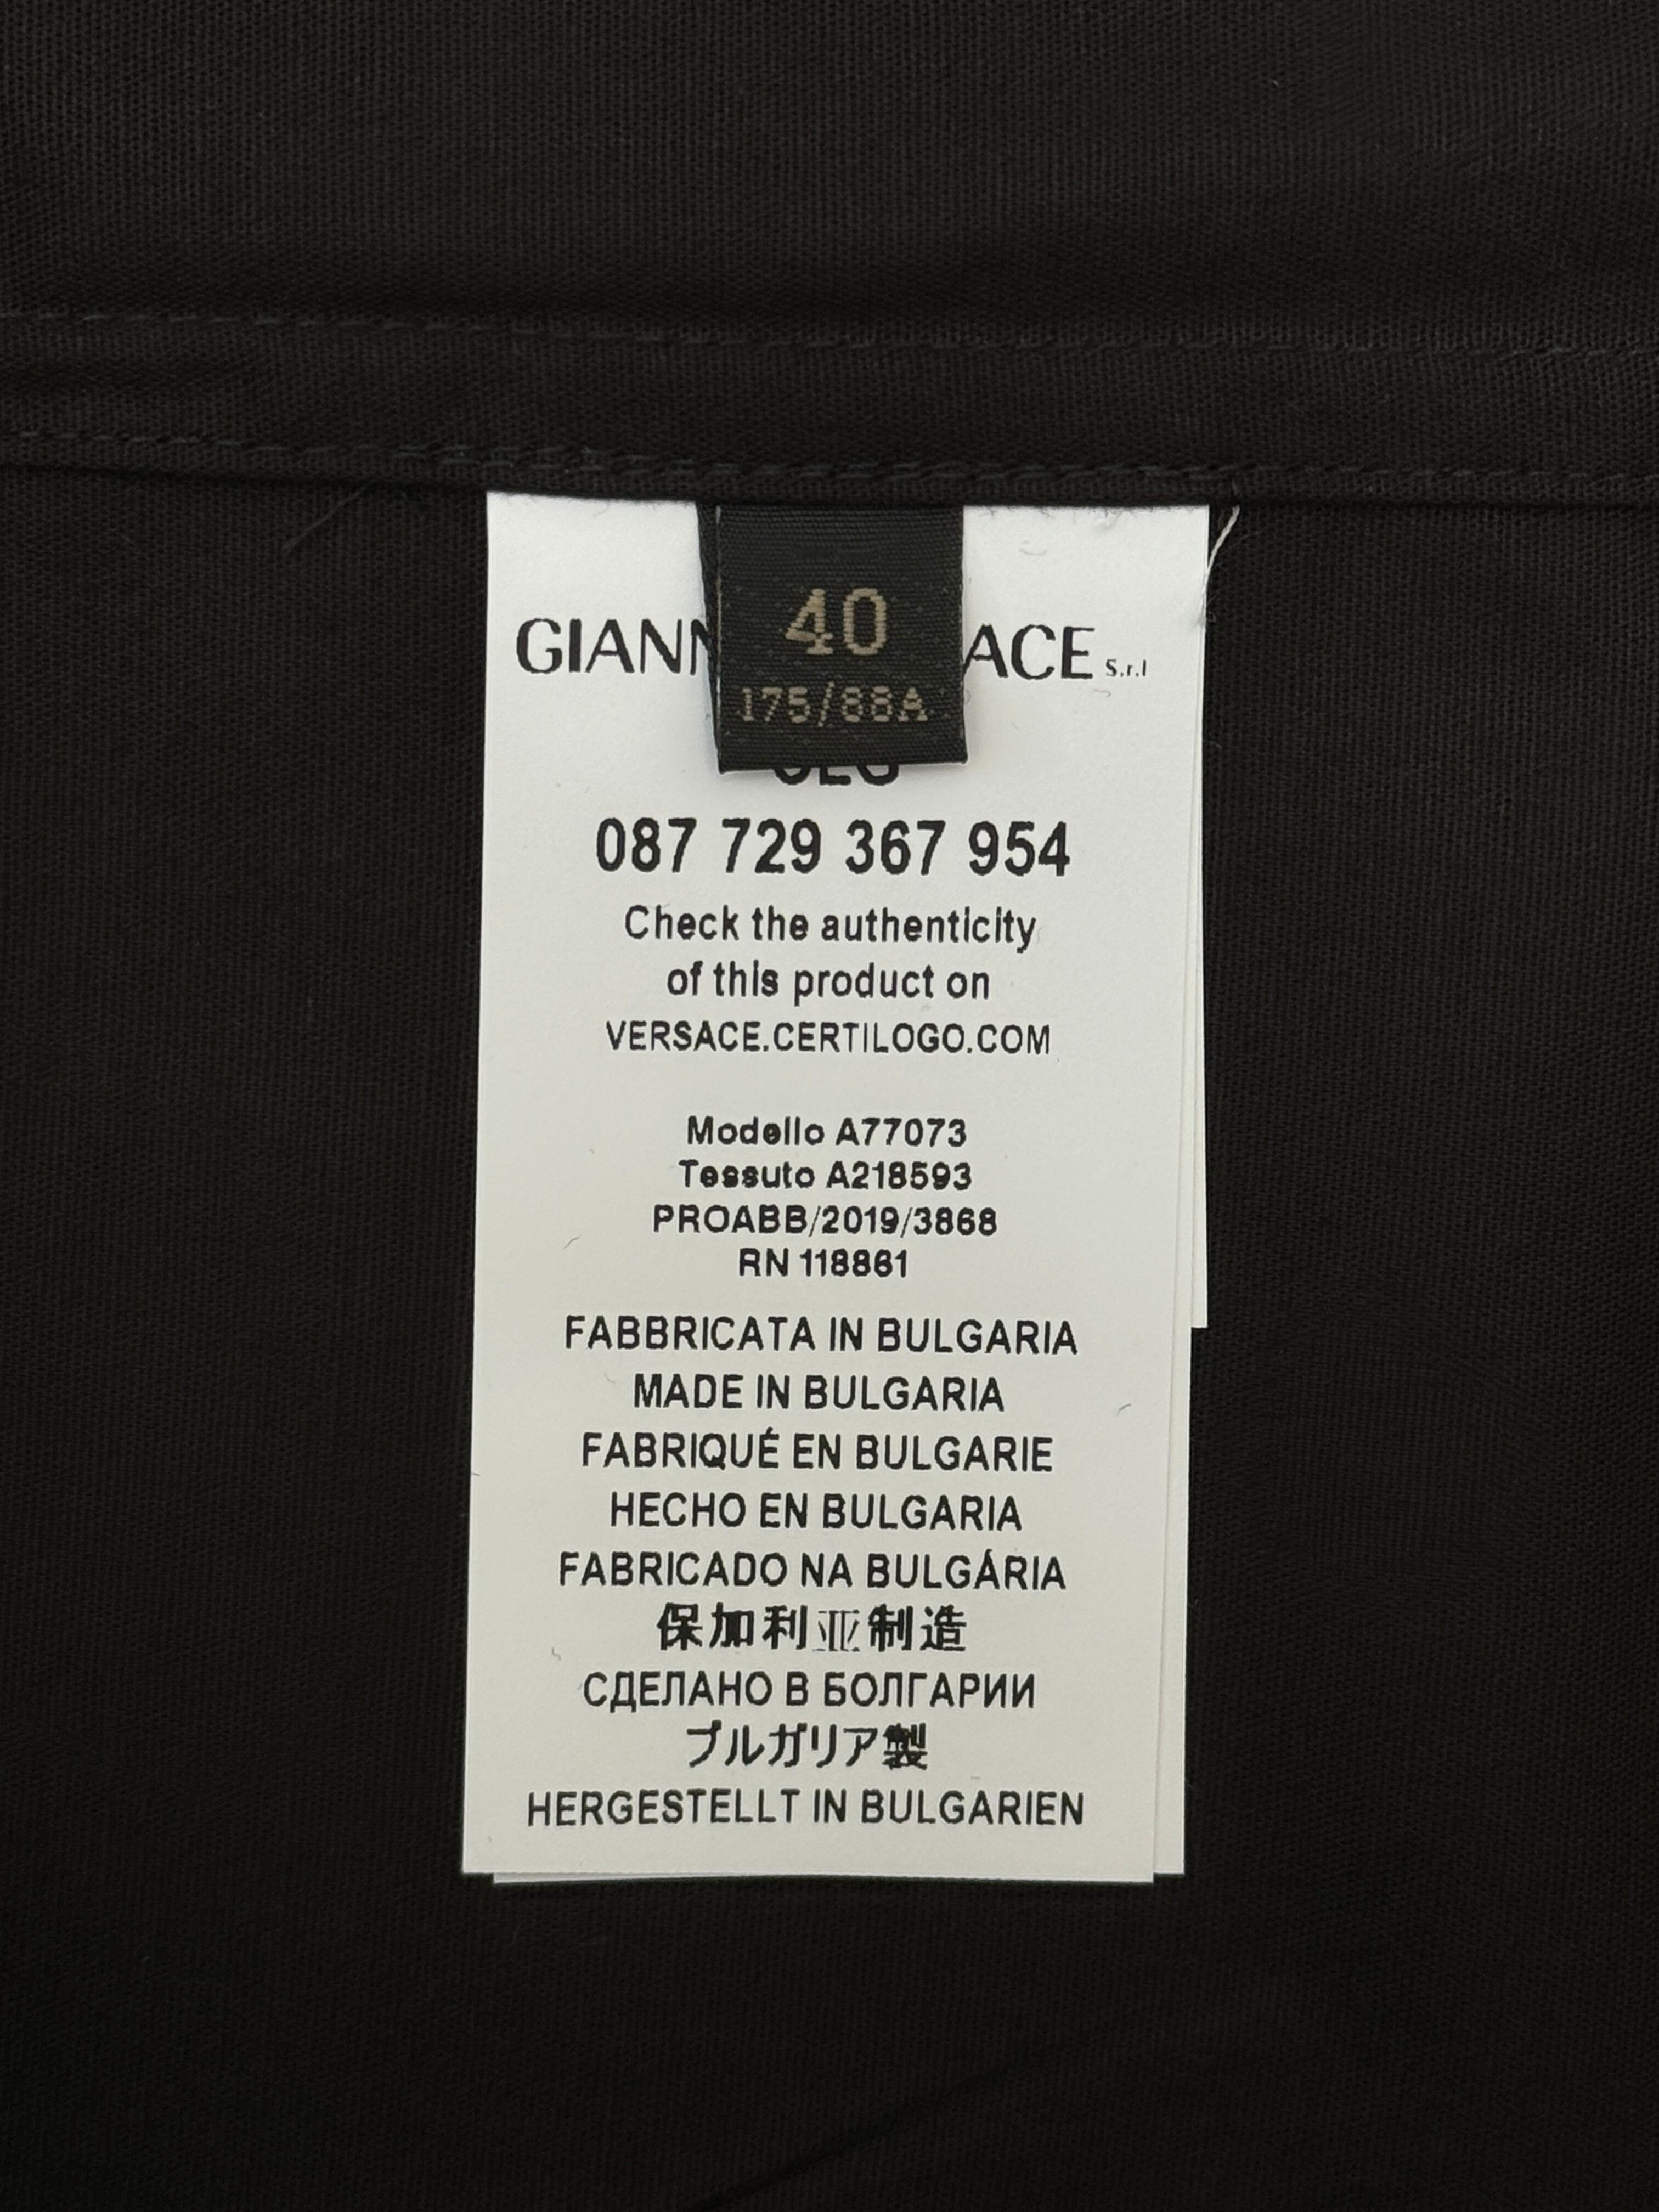 40
175/88A
S.r.l
CLG
087 729 367 954
Check the authenticity
of this product on
VERSACE.CERTILOGO.COM
Modello A77073
Tessuto A218593
PROABB/2019/3868
RN 118861
FABBRICATA IN BULGARIA
MADE IN BULGARIA
FABRIQUÉ EN BULGARIE
HECHO EN BULGARIA
FABRICADO NA BULGÁRIA
保加利亚制造
СДЕЛАНО В БОЛГАРИИ
ブルガリア製
HERGESTELLT IN BULGARIEN